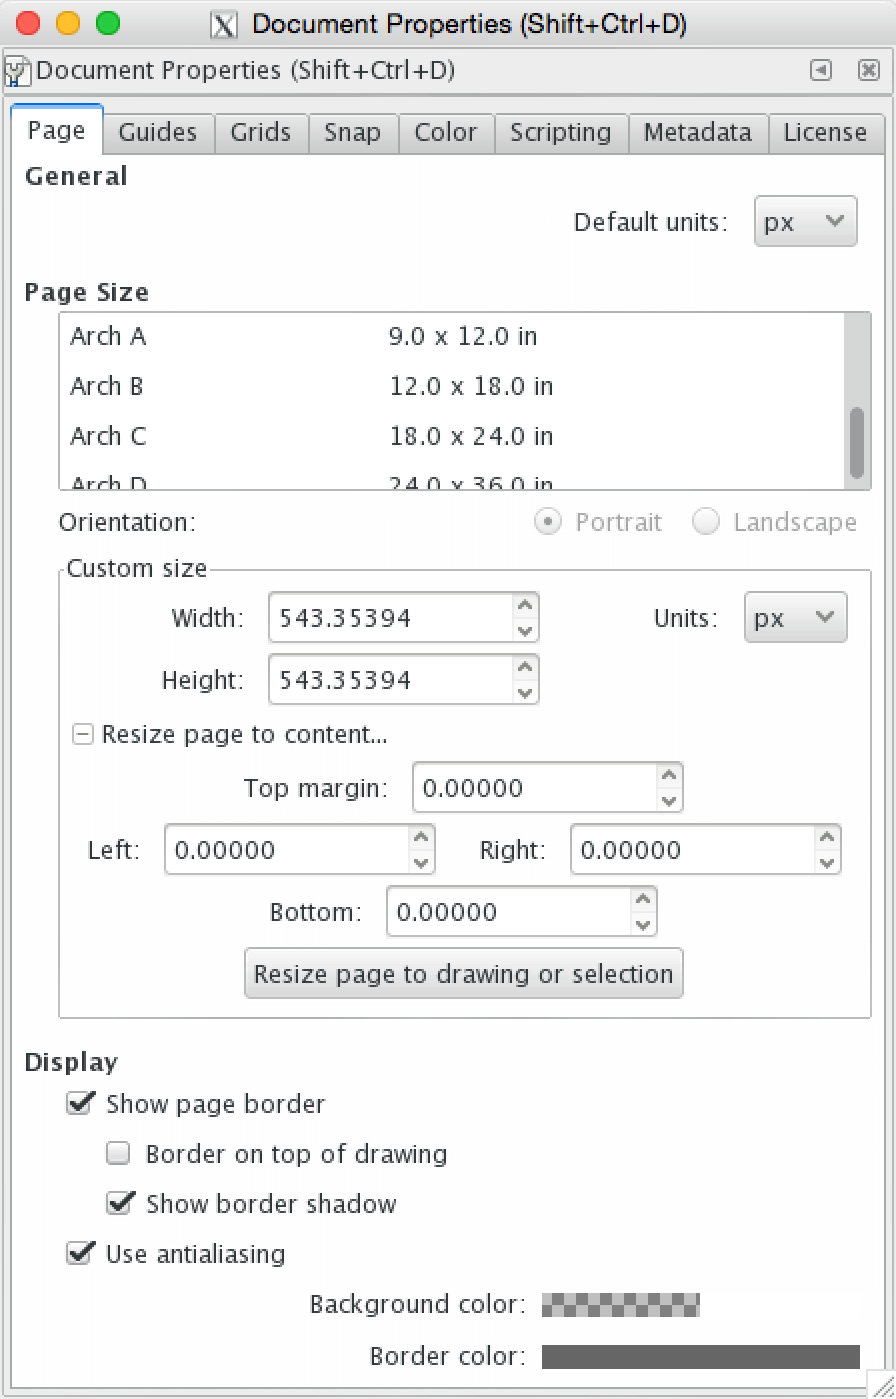 Document Properties (Shift+Ctrl+D)
Document Properties (Shift+Ctrl+D)
Page Guides Grids Snap Color Scripting Metadata License
General
Default units: px
Page Size
Arch A 9.0 x 12.0 in
Arch B 12.0 x 18.0 in
Arch C 18.0 x 24.0 in
Arch D 24.0 x 36.0 in
Orientation: Portrait Landscape
Custom size
Width: 543.35394 Units: px
Height: 543.35394
Resize page to content...
Top margin: 0.00000
Left: 0.00000 Right: 0.00000
Bottom: 0.00000
Resize page to drawing or selection
Display
Show page border
Border on top of drawing
Show border shadow
Use antialiasing
Background color:
Border color: